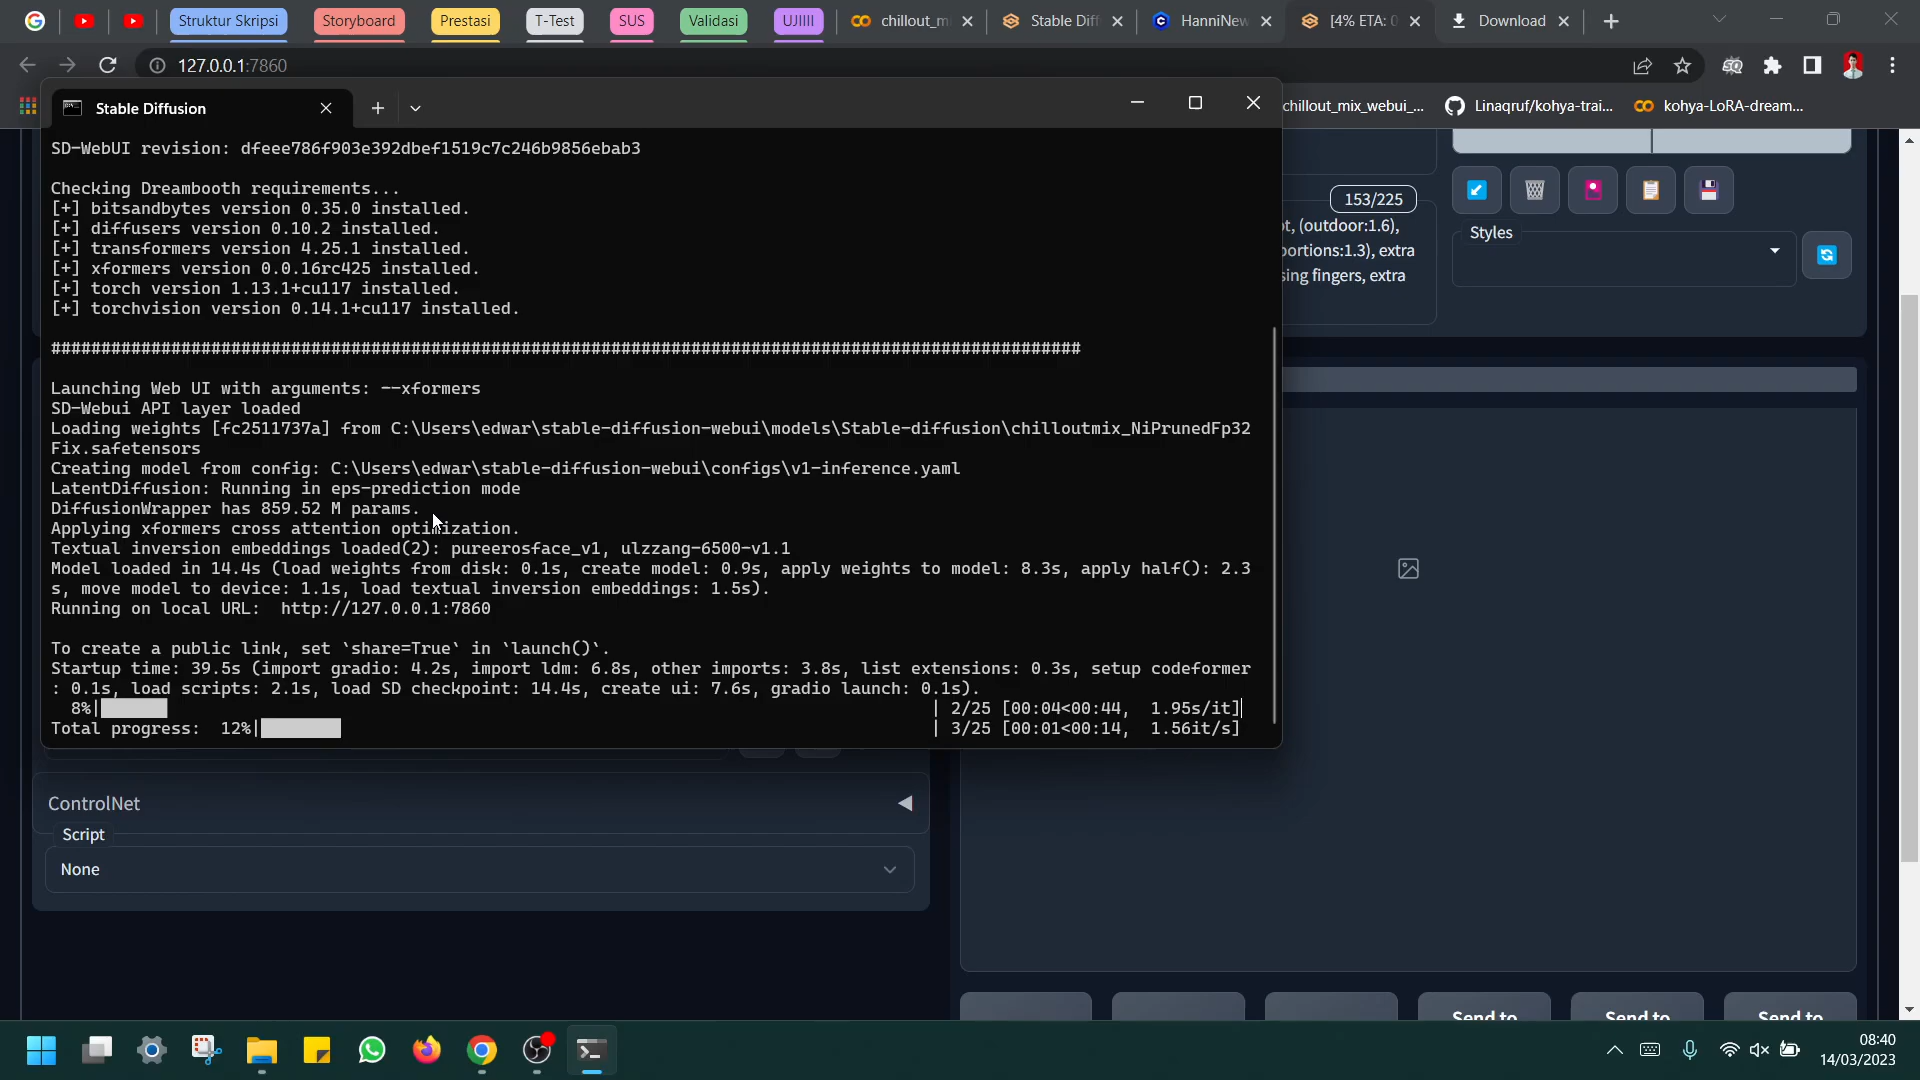 Struktur Skripsi
Storyboard
Prestasi
T-Test
SUS
Validasi
UJIIII
chillout_m
Stable Diff
HanniNew
[4% ETA: 0
Download
127.0.0.1:7860
Stable Diffusion
chillout_mix_webui_...
Linaqruf/kohya-trai...
kohya-LoRA-dream...
SD-WebUI revision: dfeee786f903e392dbef1519c7c246b9856ebab3
Checking Dreambooth requirements...
[+] bitsandbytes version 0.35.0 installed.
[+] diffusers version 0.10.2 installed.
[+] transformers version 4.25.1 installed.
[+] xformers version 0.0.16rc425 installed.
[+] torch version 1.13.1+cu117 installed.
[+] torchvision version 0.14.1+cu117 installed.
#######################################################################################################
Launching Web UI with arguments: --xformers
SD-Webui API layer loaded
Loading weights [fc2511737a] from C:\Users\edwar\stable-diffusion-webui\models\Stable-diffusion\chilloutmix_NiPrunedFp32
Fix.safetensors
Creating model from config: C:\Users\edwar\stable-diffusion-webui\configs\v1-inference.yaml
LatentDiffusion: Running in eps-prediction mode
DiffusionWrapper has 859.52 M params.
Applying xformers cross attention optimization.
Textual inversion embeddings loaded(2): pureerosface_v1, ulzzang-6500-v1.1
Model loaded in 14.4s (load weights from disk: 0.1s, create model: 0.9s, apply weights to model: 8.3s, apply half(): 2.3
s, move model to device: 1.1s, load textual inversion embeddings: 1.5s).
Running on local URL:  http://127.0.0.1:7860
To create a public link, set `share=True` in `launch()`.
Startup time: 39.5s (import gradio: 4.2s, import ldm: 6.8s, other imports: 3.8s, list extensions: 0.3s, setup codeformer
: 0.1s, load scripts: 2.1s, load SD checkpoint: 14.4s, create ui: 7.6s, gradio launch: 0.1s).
8%| | 2/25 [00:04<00:44,  1.95s/it]
Total progress:  12%| | 3/25 [00:01<00:14,  1.56it/s]
153/225
t, (outdoor:1.6),
portions:1.3), extra
sing fingers, extra
Styles
ControlNet
Script
None
Send to
Send to
Send to
08:40
14/03/2023